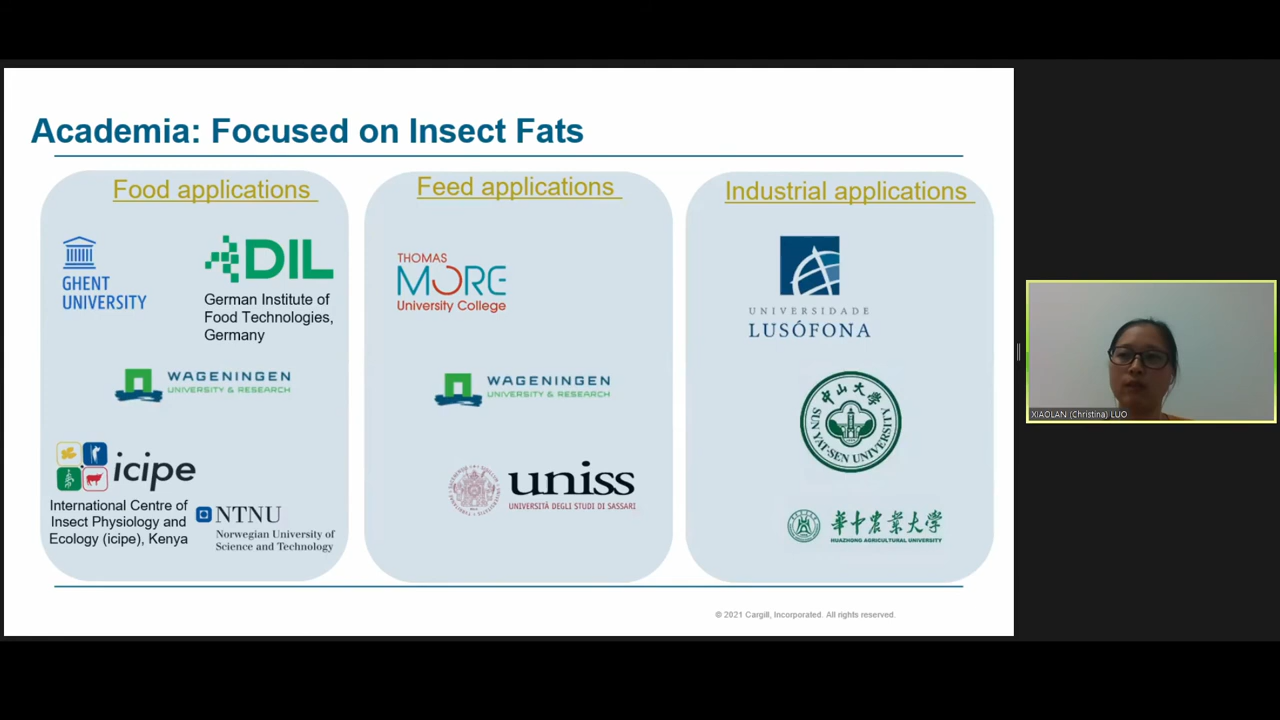 Academia: Focused on Insect Fats
Food applications
GHENT
UNIVERSITY
DIL
German Institute of
Food Technologies,
Germany
WAGENINGEN
UNIVERSITY & RESEARCH
icipe
International Centre of
Insect Physiology and
Ecology (icipe), Kenya
NTNU
Norwegian University of
Science and Technology
Feed applications
THOMAS
MORE
University College
WAGENINGEN
UNIVERSITY & RESEARCH
uniss
UNIVERSITÀ DEGLI STUDI DI SASSARI
Industrial applications
UNIVERSIDADE
LUSÓFONA
中山大学
SUN YAT-SEN UNIVERSITY
華中农業大学
HUAZHONG AGRICULTURAL UNIVERSITY
© 2021 Cargill, Incorporated. All rights reserved.
XIAOLAN (Christina) LUO